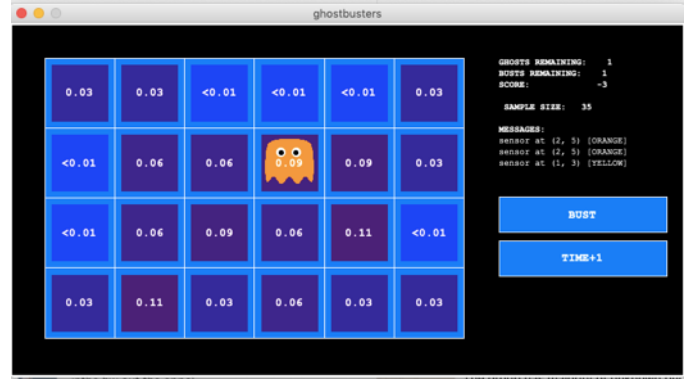 ghostbusters
0.03 0.03 <0.01 <0.01 <0.01 0.03
<0.01 0.06 0.06 0.09 0.09 0.03
<0.01 0.06 0.09 0.06 0.11 <0.01
0.03 0.11 0.03 0.06 0.03 0.03
GHOSTS REMAINING: 1
BUSTS REMAINING: 1
SCORE: -3
SAMPLE SIZE: 35
MESSAGES:
sensor at (2, 5) [ORANGE]
sensor at (2, 5) [ORANGE]
sensor at (1, 3) [YELLOW]
BUST
TIME+1